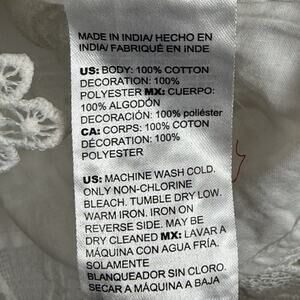 MADE IN INDIA/ HECHO EN
INDIA/ FABRIQUÉ EN INDE
US: BODY: 100% COTTON
DECORATION: 100%
POLYESTER MX: CUERPO:
100% ALGODÓN
DECORACIÓN: 100% poliéster
CA: CORPS: 100% COTON
DÉCORATION: 100%
POLYESTER
US: MACHINE WASH COLD.
ONLY NON-CHLORINE
BLEACH. TUMBLE DRY LOW.
WARM IRON. IRON ON
REVERSE SIDE. MAY BE
DRY CLEANED MX: LAVAR A
MÁQUINA CON AGUA FRÍA.
SOLAMENTE
BLANQUEADOR SIN CLORO.
SECAR A MÁQUINA A BAJA